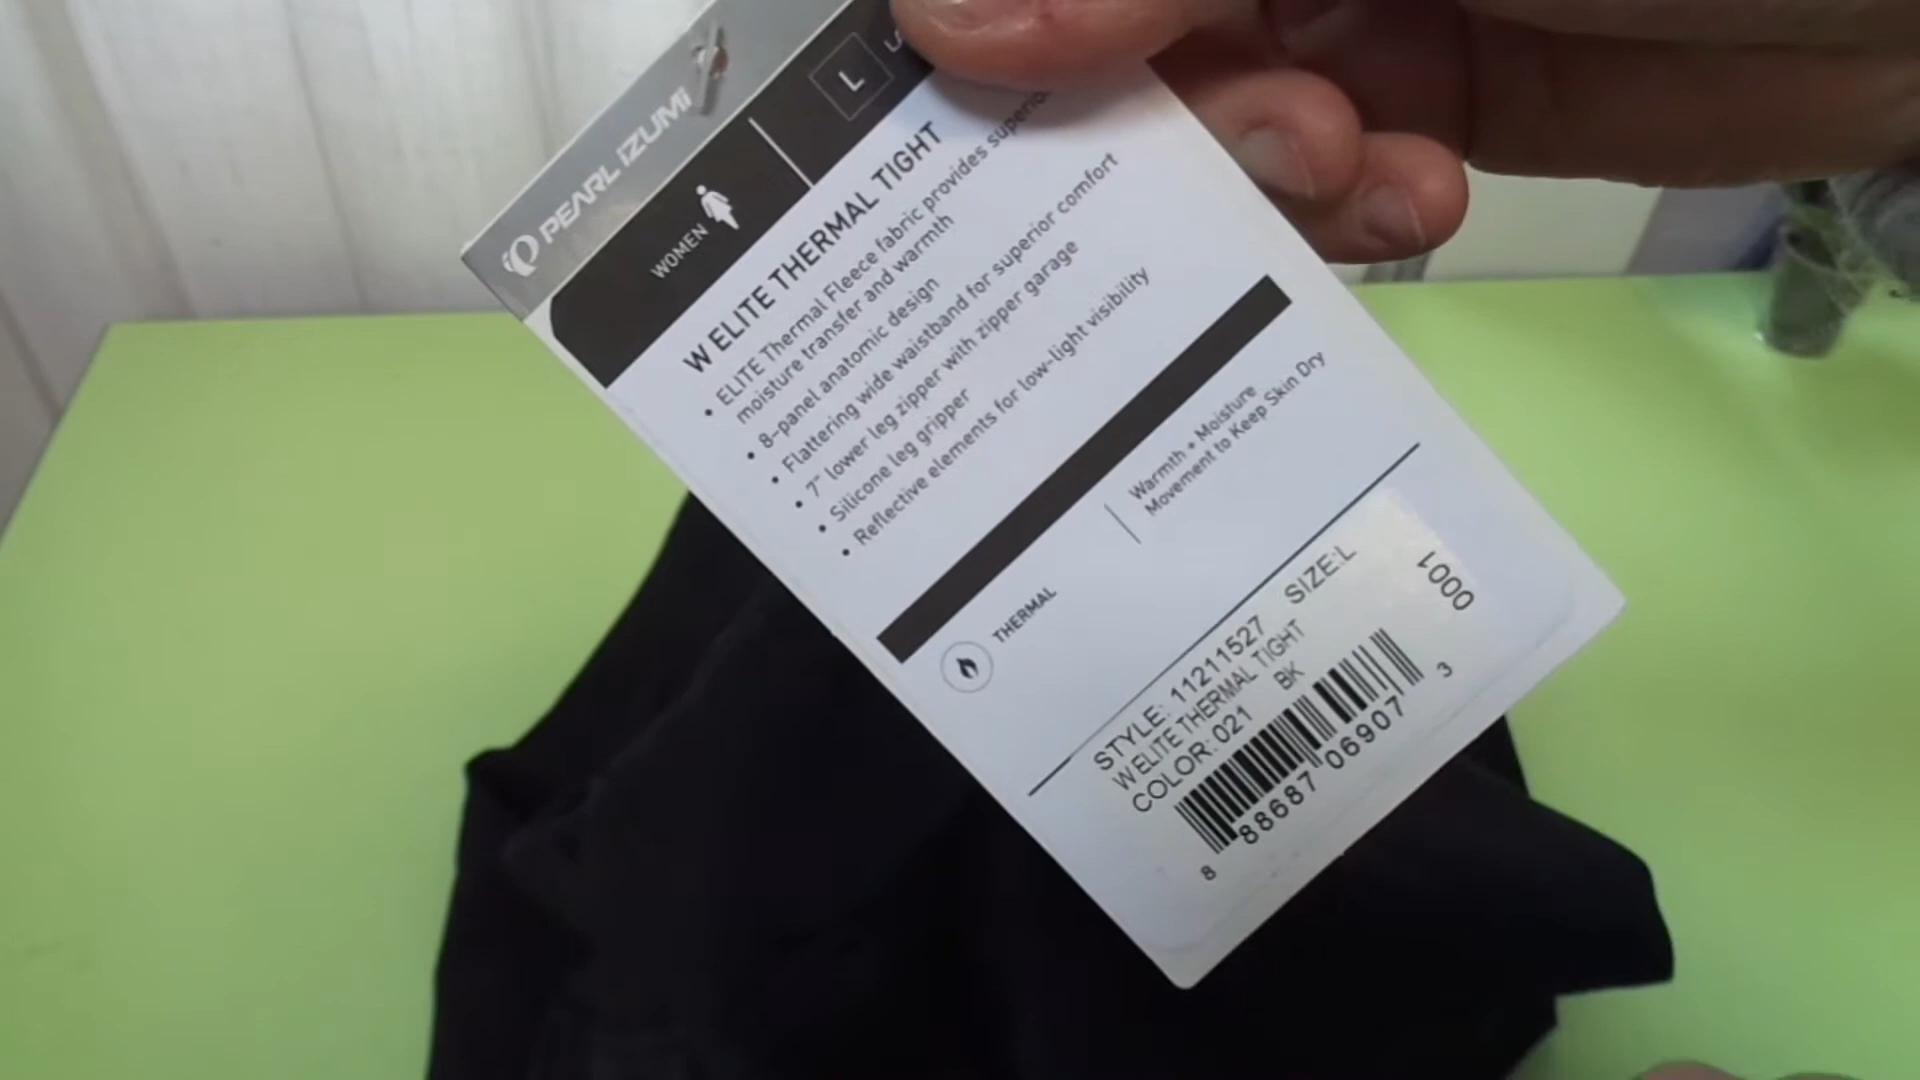 PEARL IZUMi
WOMEN
L
W ELITE THERMAL TIGHT
• ELITE Thermal Fleece fabric provides
moisture transfer and warmth
• 8-panel anatomic design
• Flattering wide waistband for superior comfort
• 7" lower leg zipper with zipper garage
• Silicone leg gripper
• Reflective elements for low-light visibility
THERMAL
Warmth + Moisture
Movement to Keep Skin Dry
STYLE: 11211527 SIZE:L
W ELITE THERMAL TIGHT
COLOR: 021 BK
0001
8 88687 06907 3